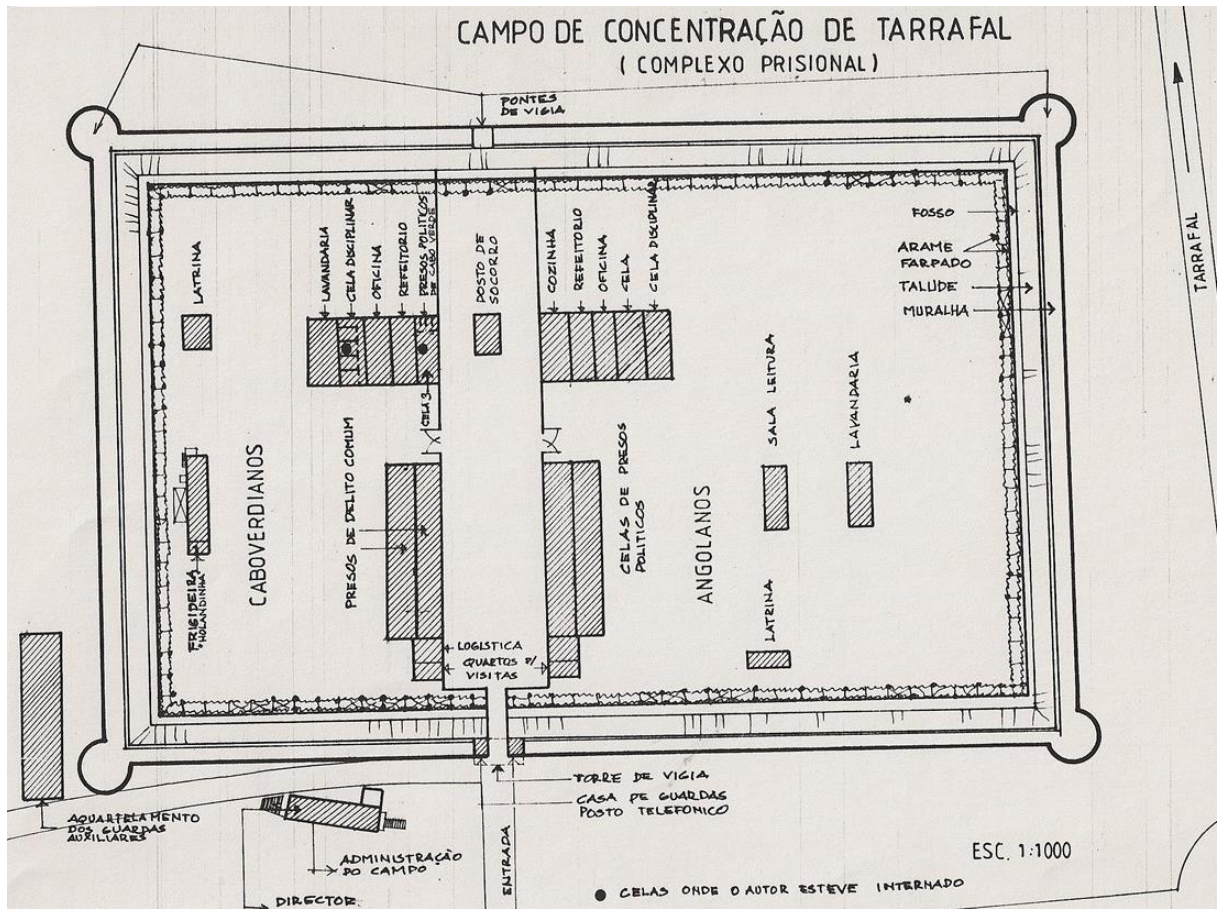 CAMPO DE CONCENTRAÇÃO DE TARRAFAL
( COMPLEXO PRISIONAL )
PONTES
DE VIGIA
TARRAFAL
LATRINA
LAVANDARIA
CELA DISCIPLINAR
OFICINA
REFEITORIO
PRESOS POLITICOS
DE CABO VERDE
POSTO DE
SOCORRO
COZINHA
REFEITORIO
OFICINA
CELA
CELA DISCIPLINAR
FOSSO
ARAME
FARPADO
TALUDE
MURALHA
CELA 3
CABOVERDIANOS
PRESOS DE DELITO COMUM
CELAS DE PRESOS
POLITICOS
ANGOLANOS
SALA LEITURA
LAVANDARIA
FRIGIDEIRA
"HOLANDINHA"
LATRINA
LOGISTICA
QUARTOS P/
VISITAS
TORRE DE VIGIA
CASA DE GUARDAS
POSTO TELEFONICO
AQUARTELAMENTO
DOS GUARDAS
AUXILIARES
ADMINISTRAÇÃO
DO CAMPO
DIRECTOR
ENTRADA
ESC. 1:1000
CELAS ONDE O AUTOR ESTEVE INTERNADO